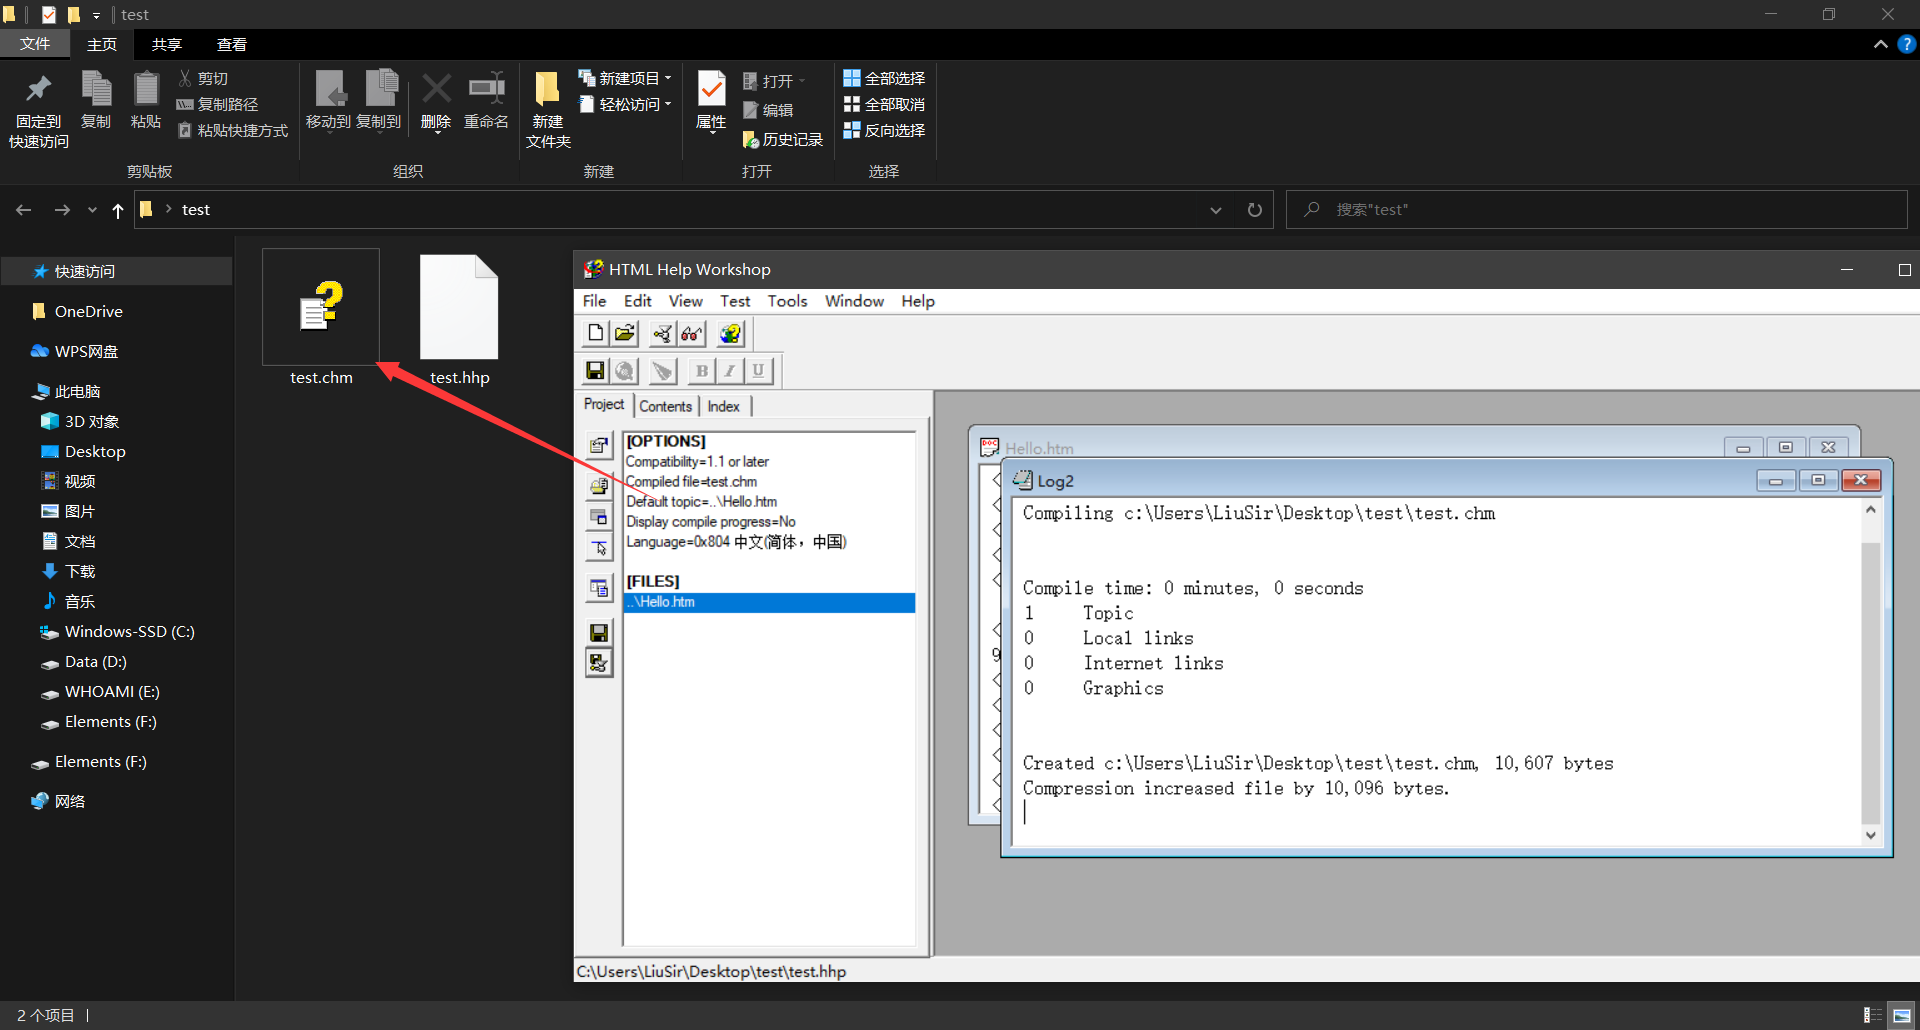 test
文件 主页 共享 查看
固定到
快速访问
复制
粘贴
剪切
复制路径
粘贴快捷方式
剪贴板
移动到
复制到
删除
重命名
组织
新建
文件夹
新建项目
轻松访问
新建
属性
打开
编辑
历史记录
打开
全部选择
全部取消
反向选择
选择
test
搜索"test"
快速访问
OneDrive
WPS网盘
此电脑
3D 对象
Desktop
视频
图片
文档
下载
音乐
Windows-SSD (C:)
Data (D:)
WHOAMI (E:)
Elements (F:)
Elements (F:)
网络
test.chm
test.hhp
HTML Help Workshop
File Edit View Test Tools Window Help
B I U
Project Contents Index
[OPTIONS]
Compatibility=1.1 or later
Compiled file=test.chm
Default topic=..\Hello.htm
Display compile progress=No
Language=0x804 中文(简体，中国)
[FILES]
..\Hello.htm
Hello.htm
Log2
Compiling c:\Users\LiuSir\Desktop\test\test.chm
Compile time: 0 minutes, 0 seconds
1 Topic
0 Local links
0 Internet links
0 Graphics
Created c:\Users\LiuSir\Desktop\test\test.chm, 10,607 bytes
Compression increased file by 10,096 bytes.
C:\Users\LiuSir\Desktop\test\test.hhp
2 个项目